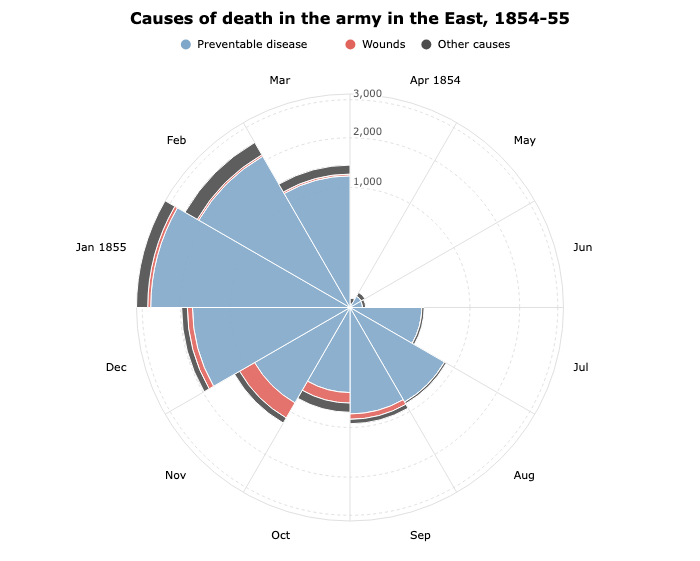 Causes of death in the army in the East, 1854-55
Preventable disease Wounds Other causes
Mar Apr 1854
3,000
Feb May
2,000
1,000
Jan 1855 Jun
Dec Jul
Nov Aug
Oct Sep